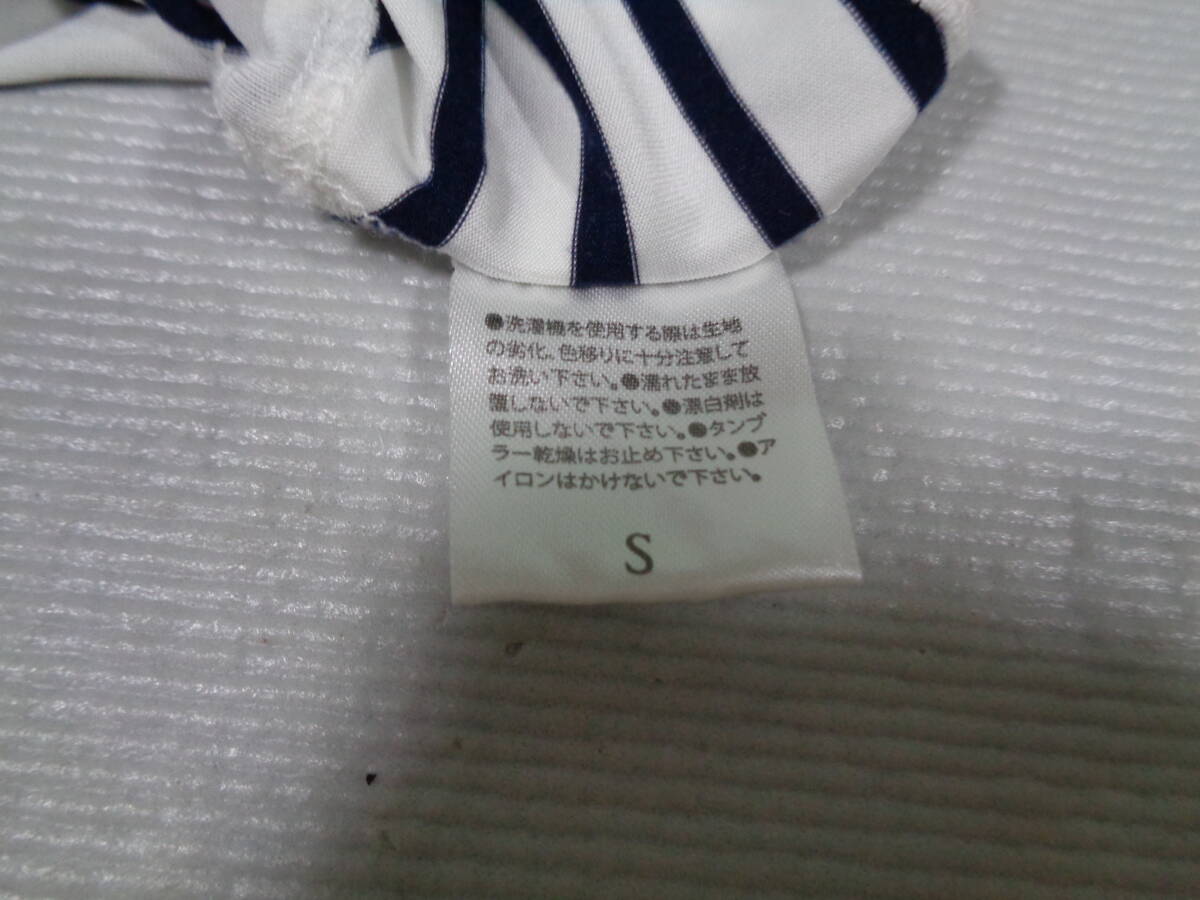 ●洗濯機を使用する際は生地
の劣化、色移りに十分注意して
お洗い下さい。●濡れたまま放
置しないで下さい。●漂白剤は
使用しないで下さい。●タンブ
ラー乾燥はお止め下さい。●ア
イロンはかけないで下さい。
S